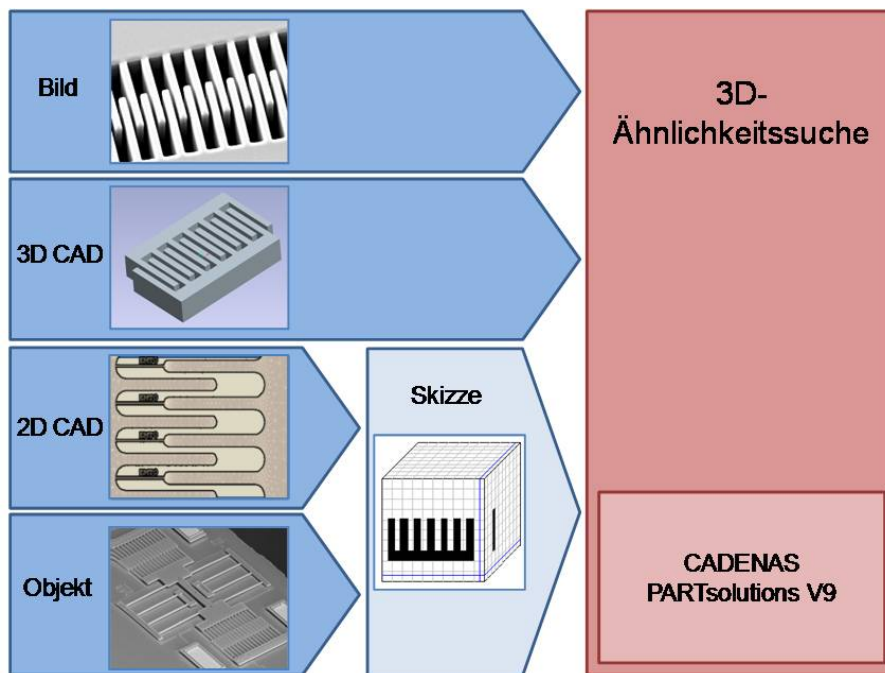 Bild
3D CAD
2D CAD
Objekt
Skizze
3D-
Ähnlichkeitssuche
CADENAS
PARTsolutions V9